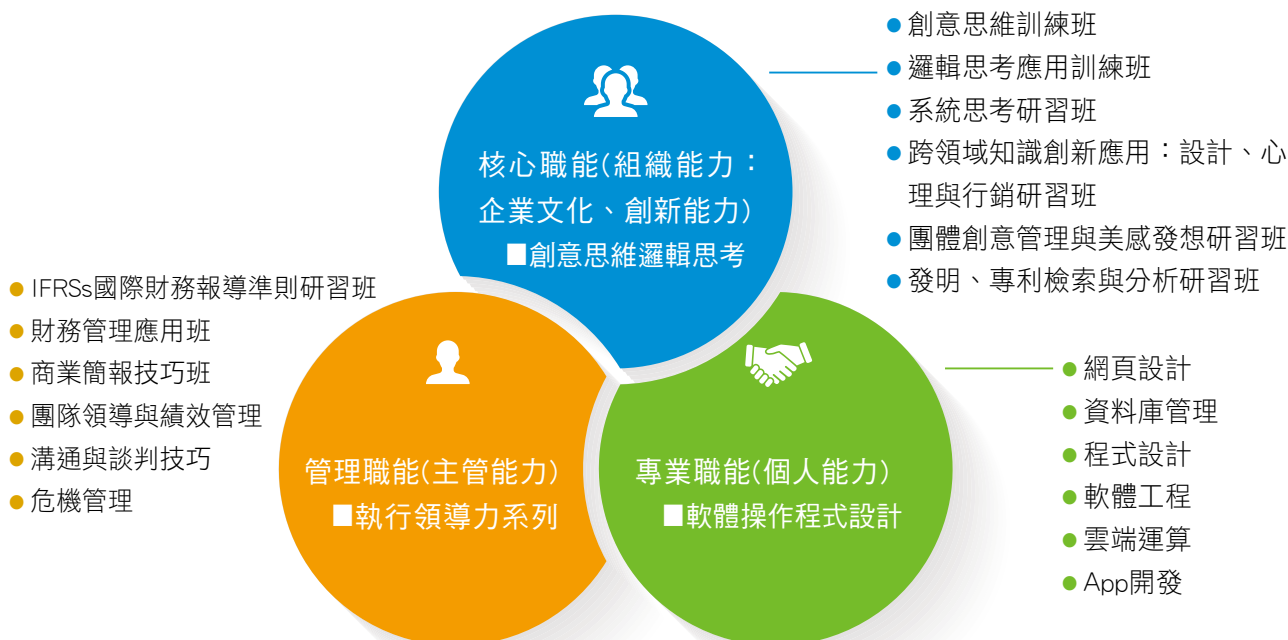 核心職能(組織能力：
企業文化、創新能力)
■創意思維邏輯思考
●創意思維訓練班
●邏輯思考應用訓練班
●系統思考研習班
●跨領域知識創新應用：設計、心
理與行銷研習班
●團體創意管理與美感發想研習班
●發明、專利檢索與分析研習班
●IFRSs國際財務報導準則研習班
●財務管理應用班
●商業簡報技巧班
●團隊領導與績效管理
●溝通與談判技巧
●危機管理
管理職能(主管能力)
■執行領導力系列
專業職能(個人能力)
■軟體操作程式設計
●網頁設計
●資料庫管理
●程式設計
●軟體工程
●雲端運算
●App開發